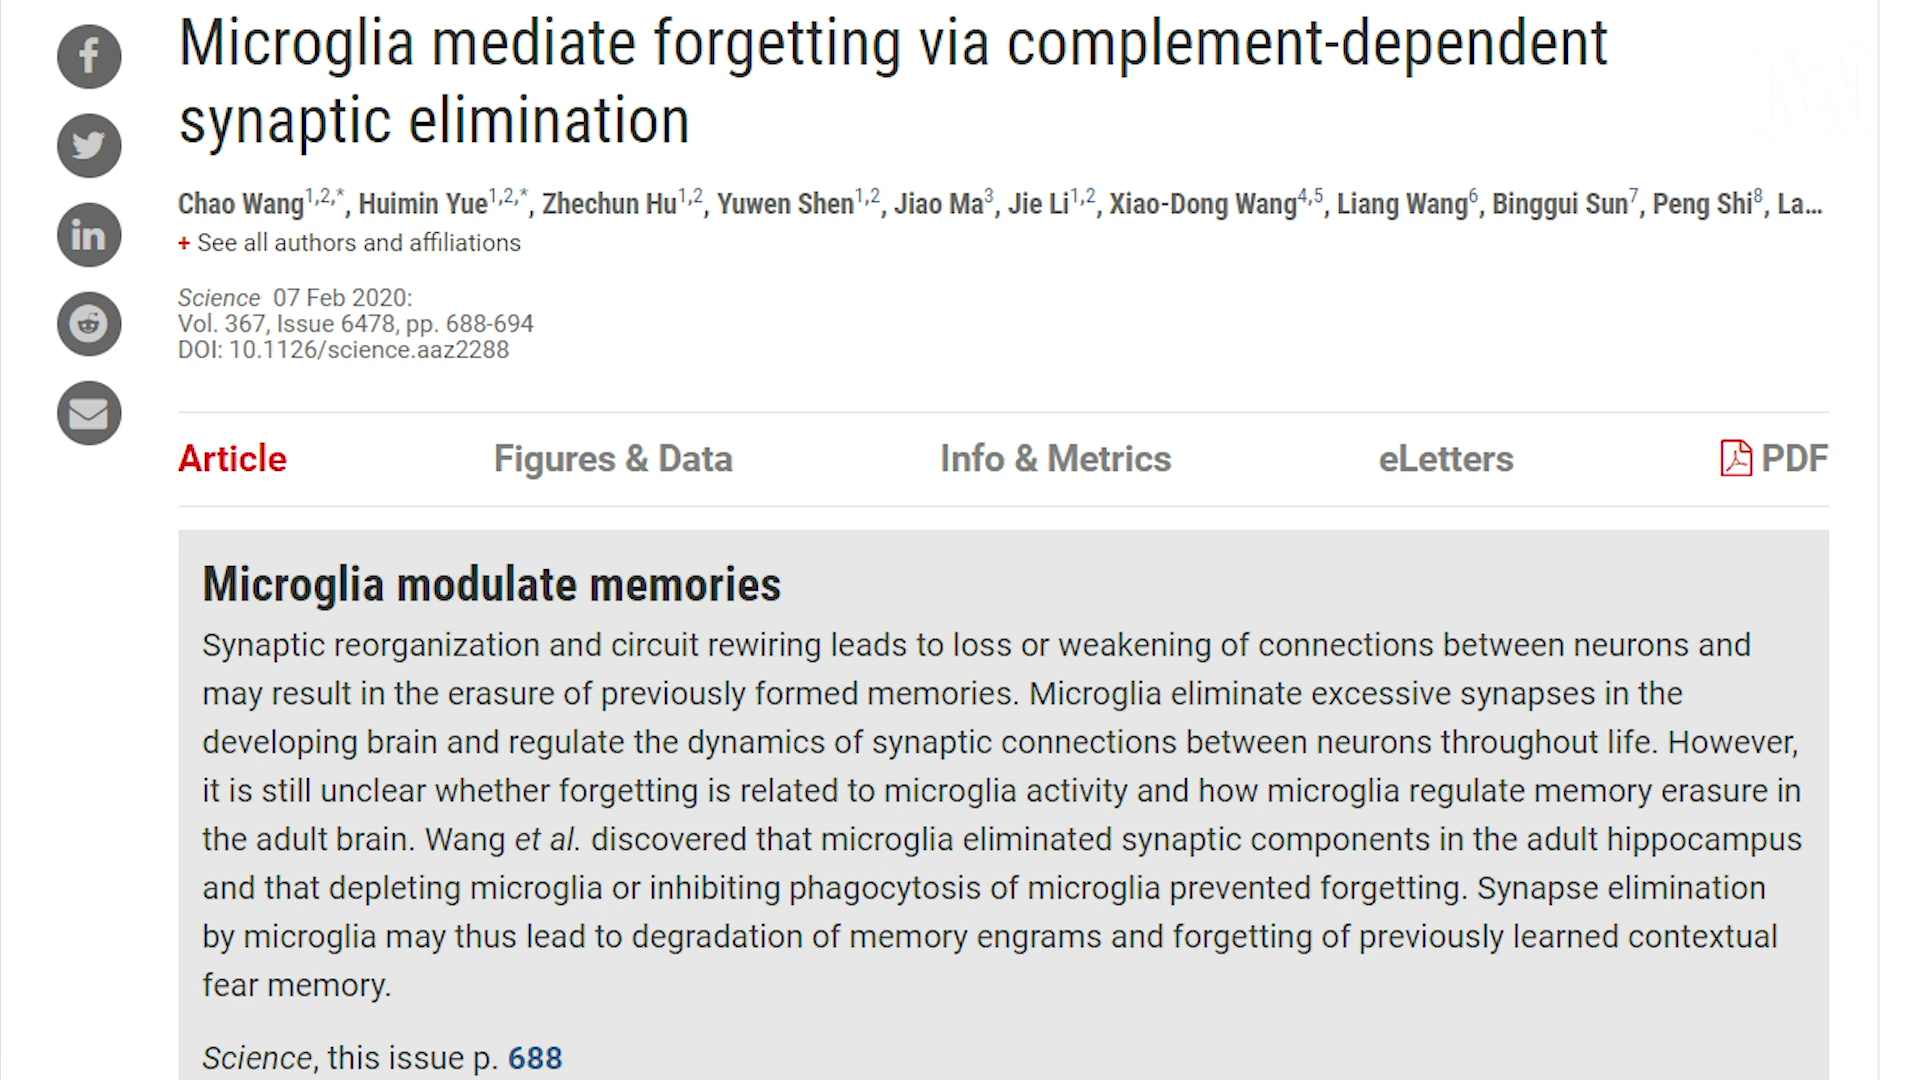 Microglia mediate forgetting via complement-dependent
synaptic elimination
Chao Wang1,2,*, Huimin Yue1,2,*, Zhechun Hu1,2, Yuwen Shen1,2, Jiao Ma3, Jie Li1,2, Xiao-Dong Wang4,5, Liang Wang6, Binggui Sun7, Peng Shi8, La...
+ See all authors and affiliations
Science 07 Feb 2020:
Vol. 367, Issue 6478, pp. 688-694
DOI: 10.1126/science.aaz2288
Article Figures & Data Info & Metrics eLetters PDF
Microglia modulate memories
Synaptic reorganization and circuit rewiring leads to loss or weakening of connections between neurons and
may result in the erasure of previously formed memories. Microglia eliminate excessive synapses in the
developing brain and regulate the dynamics of synaptic connections between neurons throughout life. However,
it is still unclear whether forgetting is related to microglia activity and how microglia regulate memory erasure in
the adult brain. Wang et al. discovered that microglia eliminated synaptic components in the adult hippocampus
and that depleting microglia or inhibiting phagocytosis of microglia prevented forgetting. Synapse elimination
by microglia may thus lead to degradation of memory engrams and forgetting of previously learned contextual
fear memory.
Science, this issue p. 688